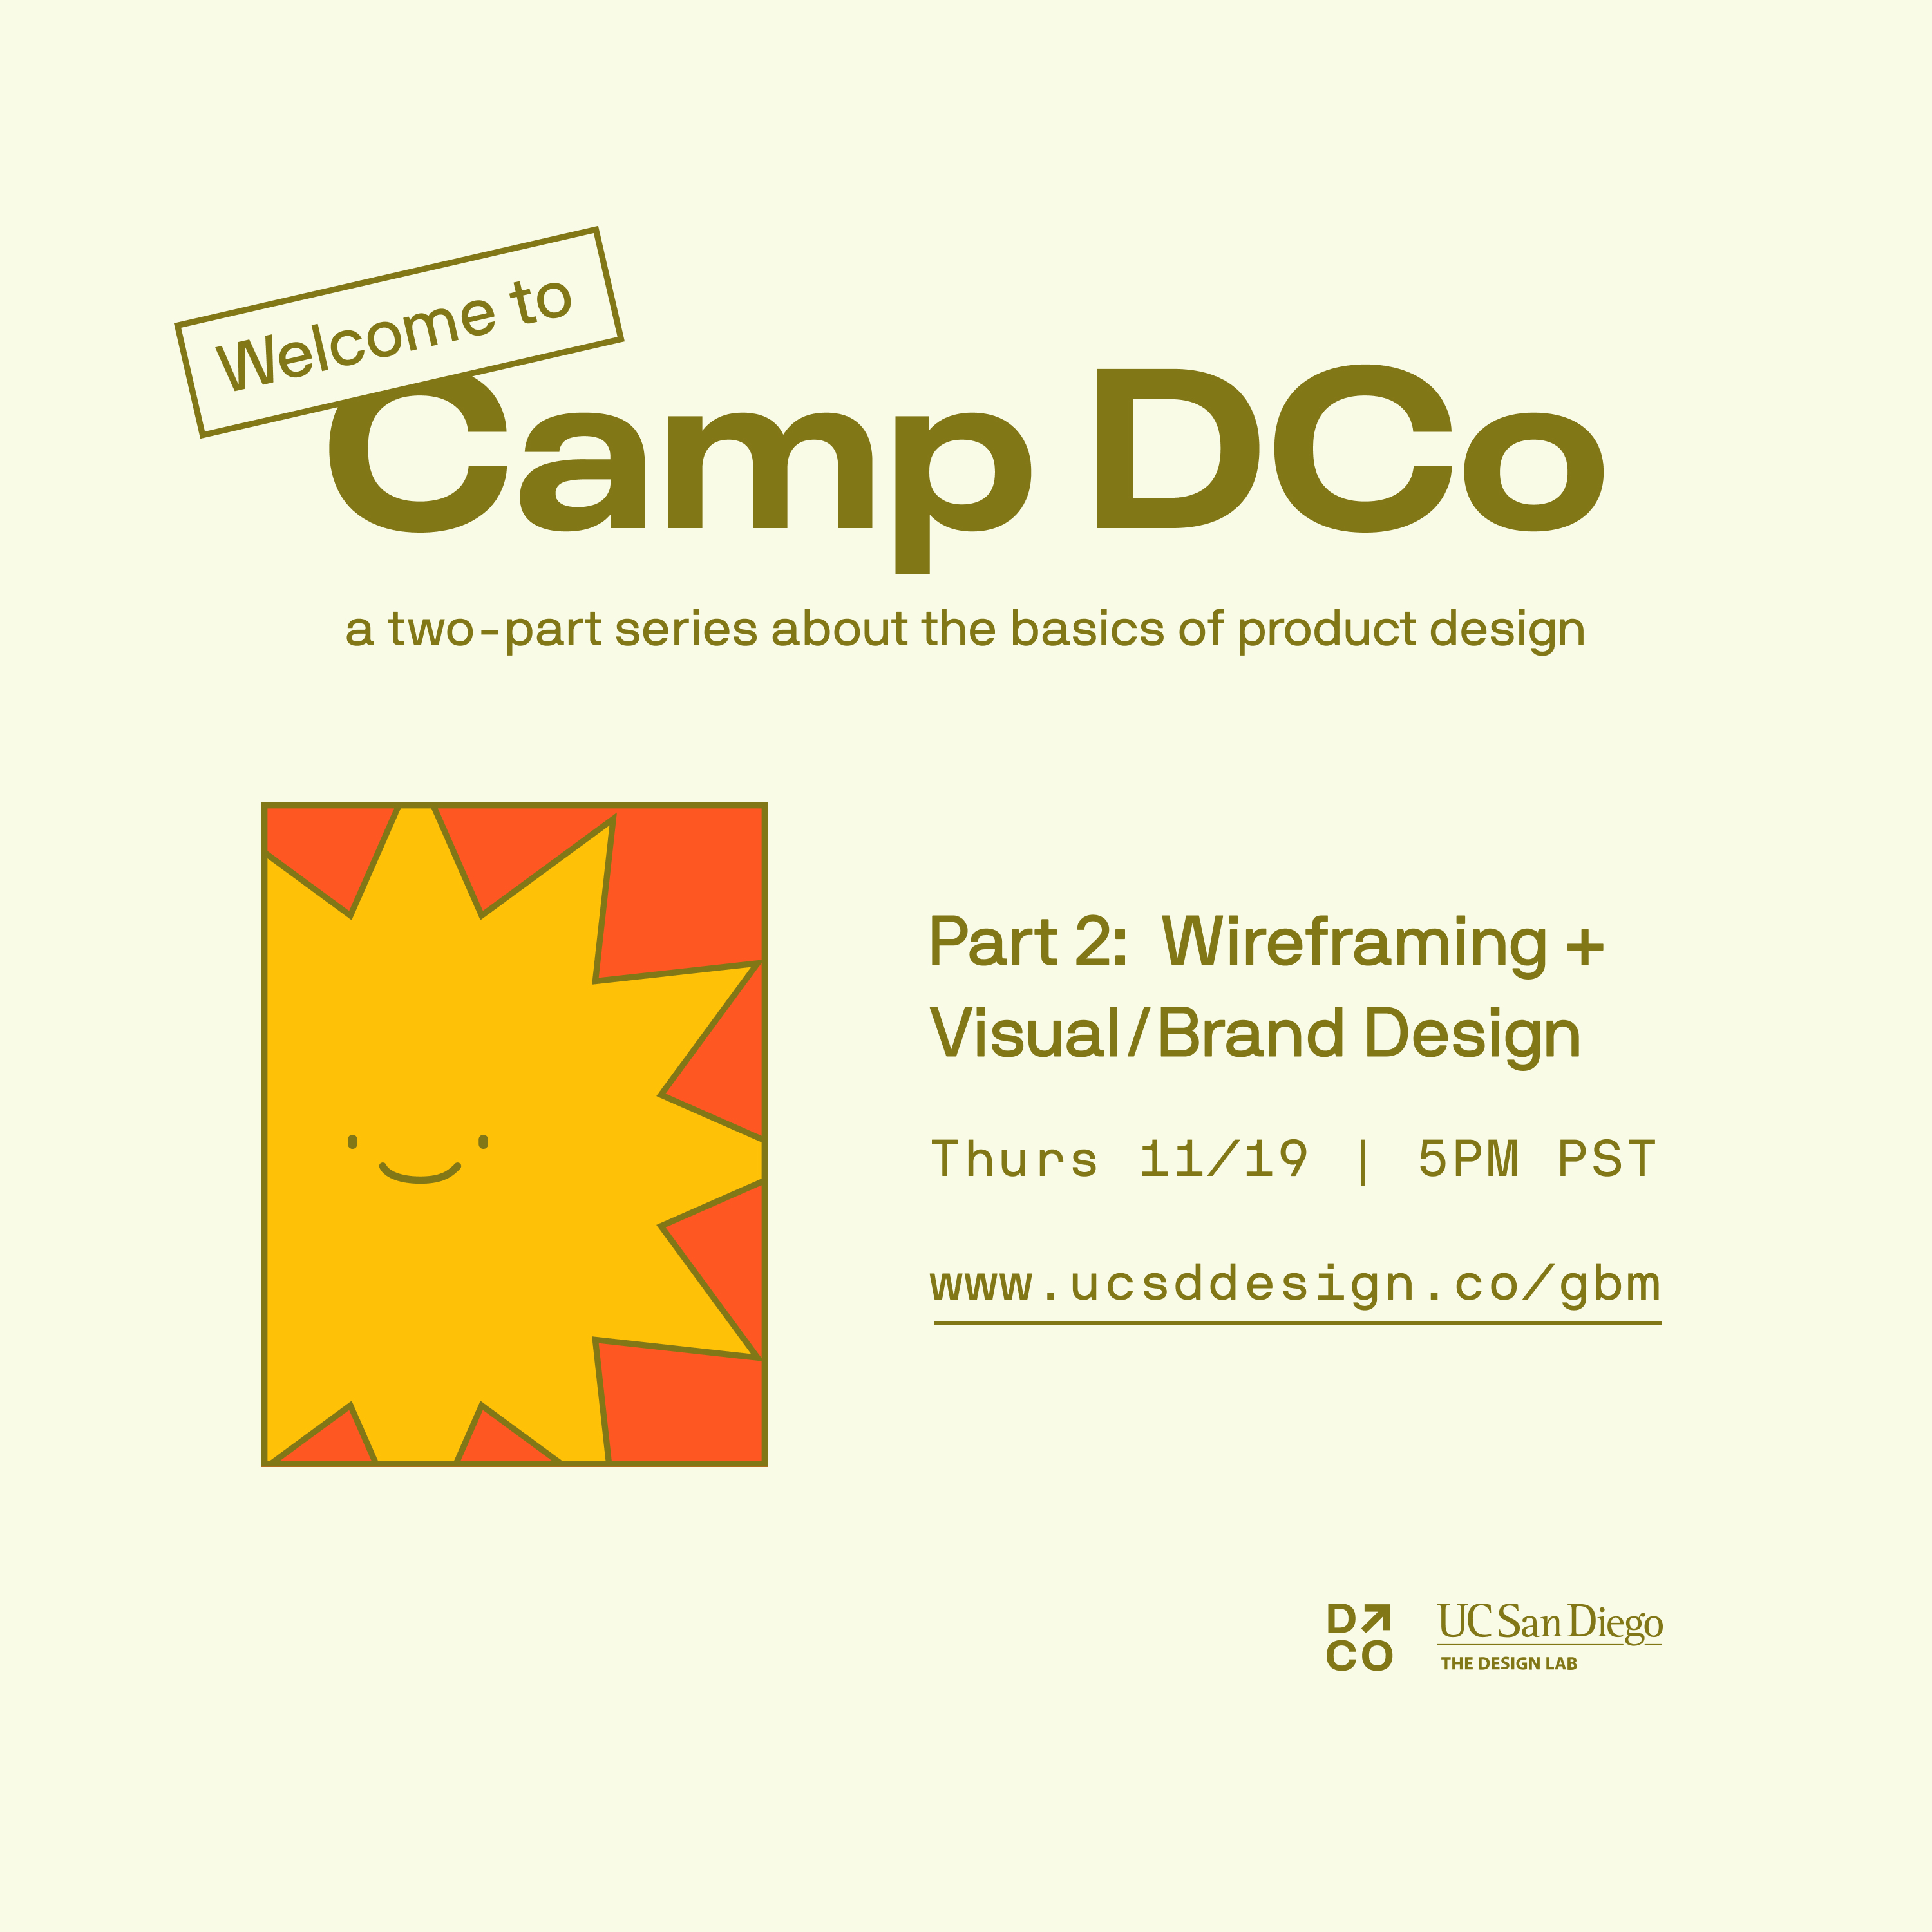 Welcome to
Camp DCo
a two-part series about the basics of product design
Part 2: Wireframing +
Visual/Brand Design
Thurs 11/19 | 5PM PST
www.ucsddesign.co/gbm
D↗
CO
UC San Diego
THE DESIGN LAB